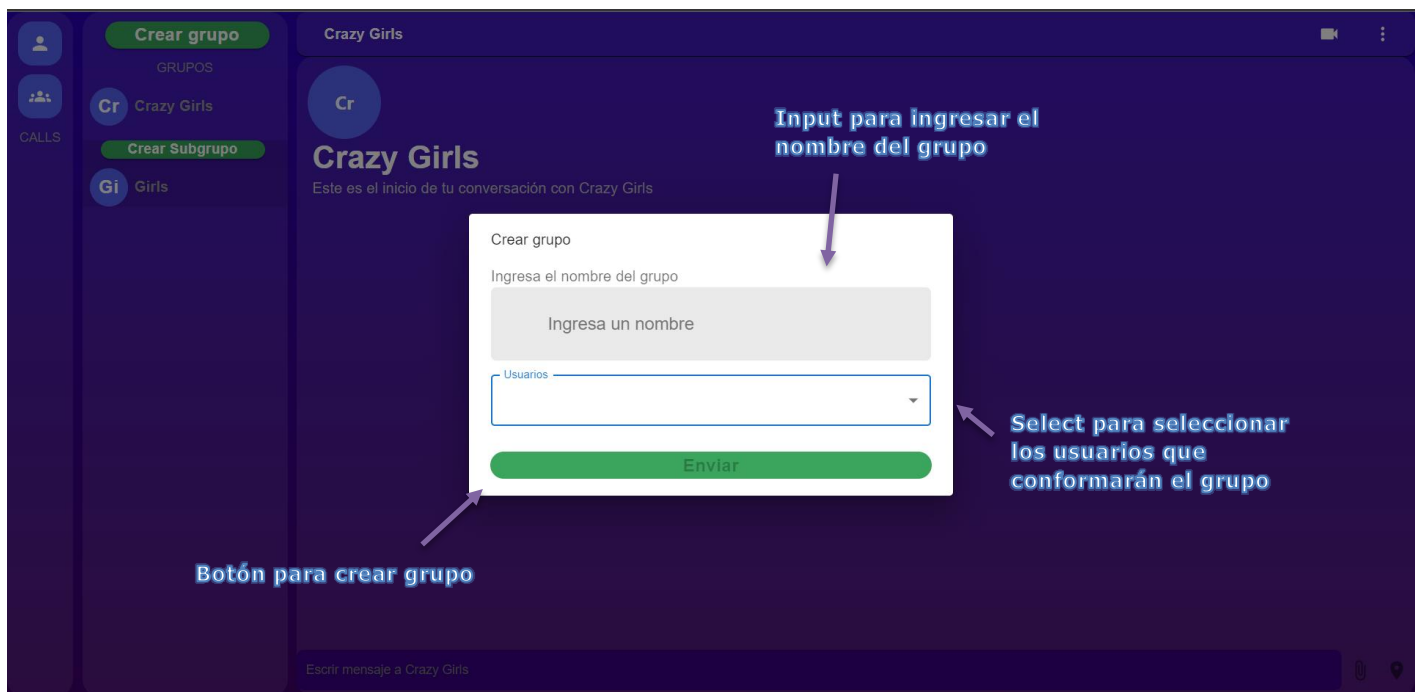 Crear grupo
Crazy Girls
GRUPOS
Cr
Crazy Girls
CALLS
Crear Subgrupo
Gi
Girls
Cr
Crazy Girls
Este es el inicio de tu conversación con Crazy Girls
Input para ingresar el
nombre del grupo
Crear grupo
Ingresa el nombre del grupo
Ingresa un nombre
Usuarios
Enviar
Select para seleccionar
los usuarios que
conformarán el grupo
Botón para crear grupo
Escrir mensaje a Crazy Girls